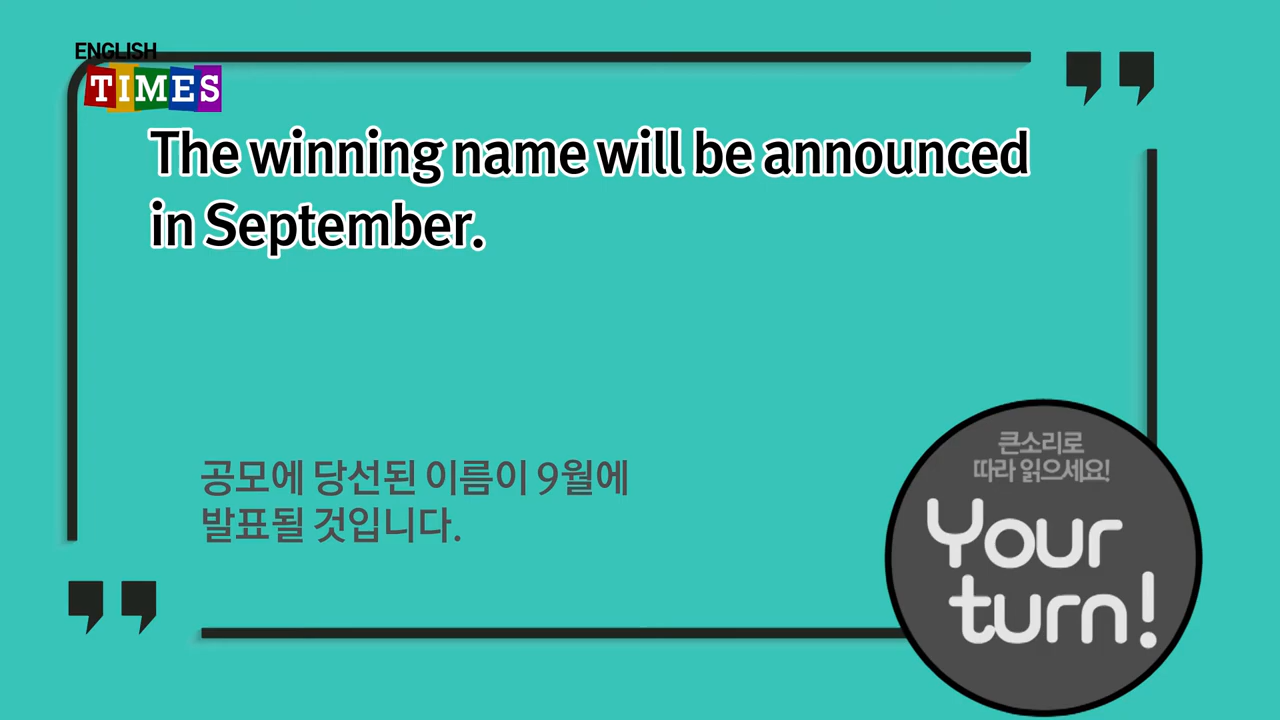 ENGLISH
TIMES
The winning name will be announced
in September.
공모에 당선된 이름이 9월에
발표될 것입니다.
큰소리로
따라 읽으세요!
Your
turn!